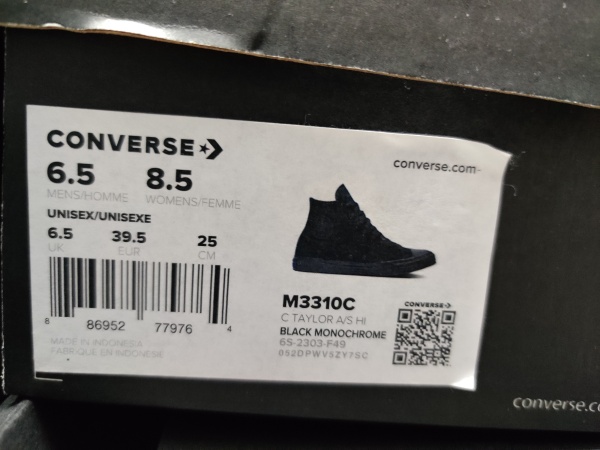 CONVERSE
converse.com
6.5 8.5
MENS/HOMME WOMENS/FEMME
UNISEX/UNISEXE
6.5 39.5 25
UK EUR CM
8 86952 77976 4
MADE IN INDONESIA
FABRIQUE EN INDONESIE
M3310C
C TAYLOR A/S HI
BLACK MONOCHROME
6S-2303-F49
052DPWV5ZY7SC
CONVERSE
converse.co